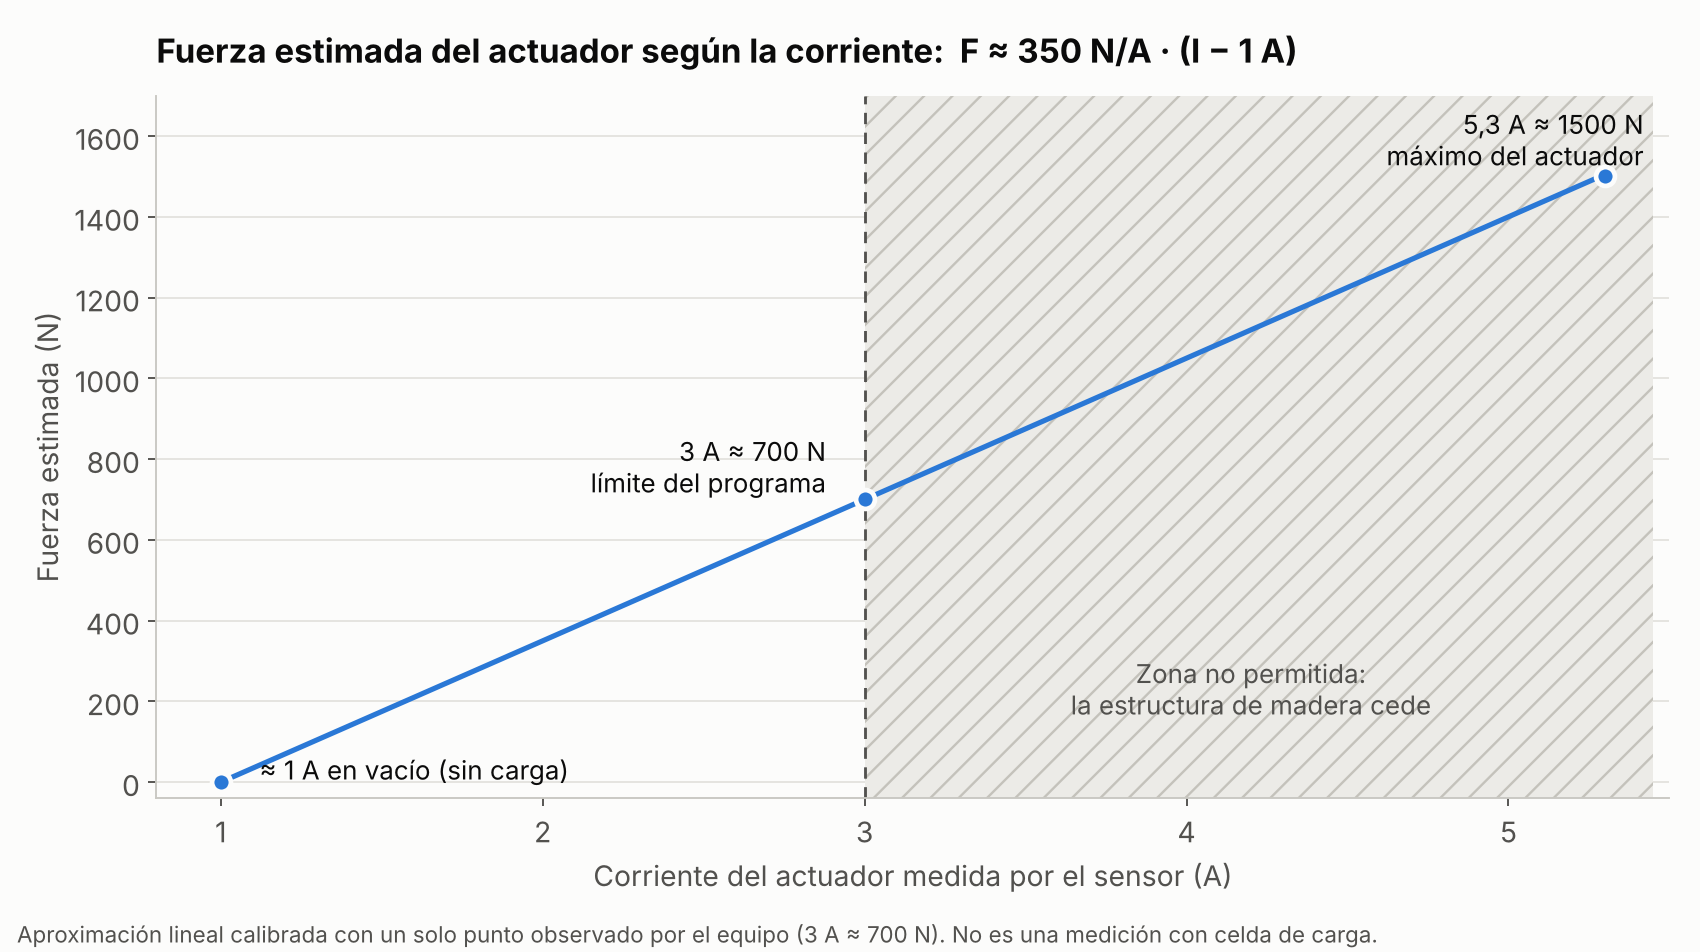 Fuerza estimada del actuador según la corriente: F ≈ 350 N/A · (I − 1 A)
1600
1400
1200
1000
800
600
400
200
0
Fuerza estimada (N)
5,3 A ≈ 1500 N
máximo del actuador
3 A ≈ 700 N
límite del programa
Zona no permitida:
la estructura de madera cede
≈ 1 A en vacío (sin carga)
1
2
3
4
5
Corriente del actuador medida por el sensor (A)
Aproximación lineal calibrada con un solo punto observado por el equipo (3 A ≈ 700 N). No es una medición con celda de carga.